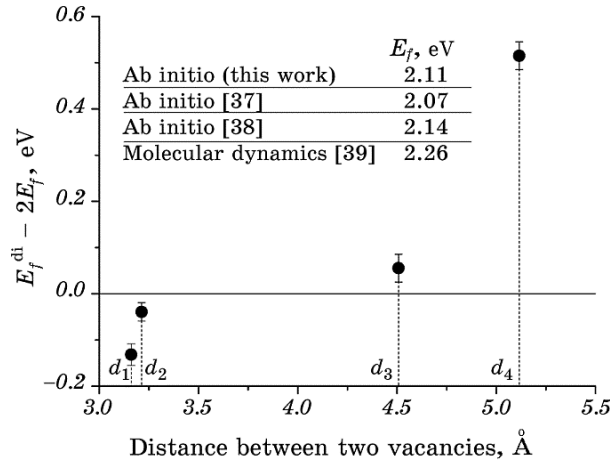 0.6
0.4
0.2
0.0
−0.2
E_f^di − 2E_f, eV
E_f, eV
Ab initio (this work) 2.11
Ab initio [37] 2.07
Ab initio [38] 2.14
Molecular dynamics [39] 2.26
d_1 d_2 d_3 d_4
3.0 3.5 4.0 4.5 5.0 5.5
Distance between two vacancies, Å